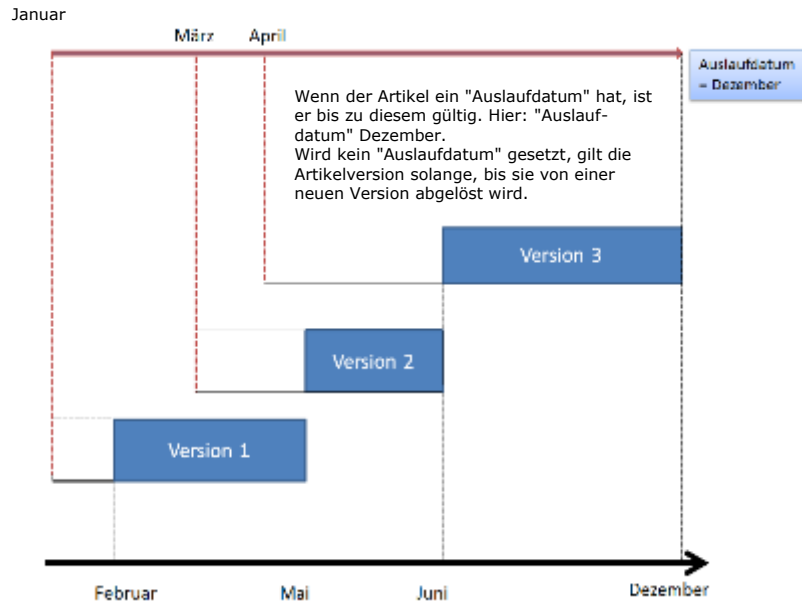 Januar
März
April
Auslaufdatum
= Dezember
Wenn der Artikel ein "Auslaufdatum" hat, ist
er bis zu diesem gültig. Hier: "Auslauf-
datum" Dezember.
Wird kein "Auslaufdatum" gesetzt, gilt die
Artikelversion solange, bis sie von einer
neuen Version abgelöst wird.
Version 3
Version 2
Version 1
Februar
Mai
Juni
Dezember